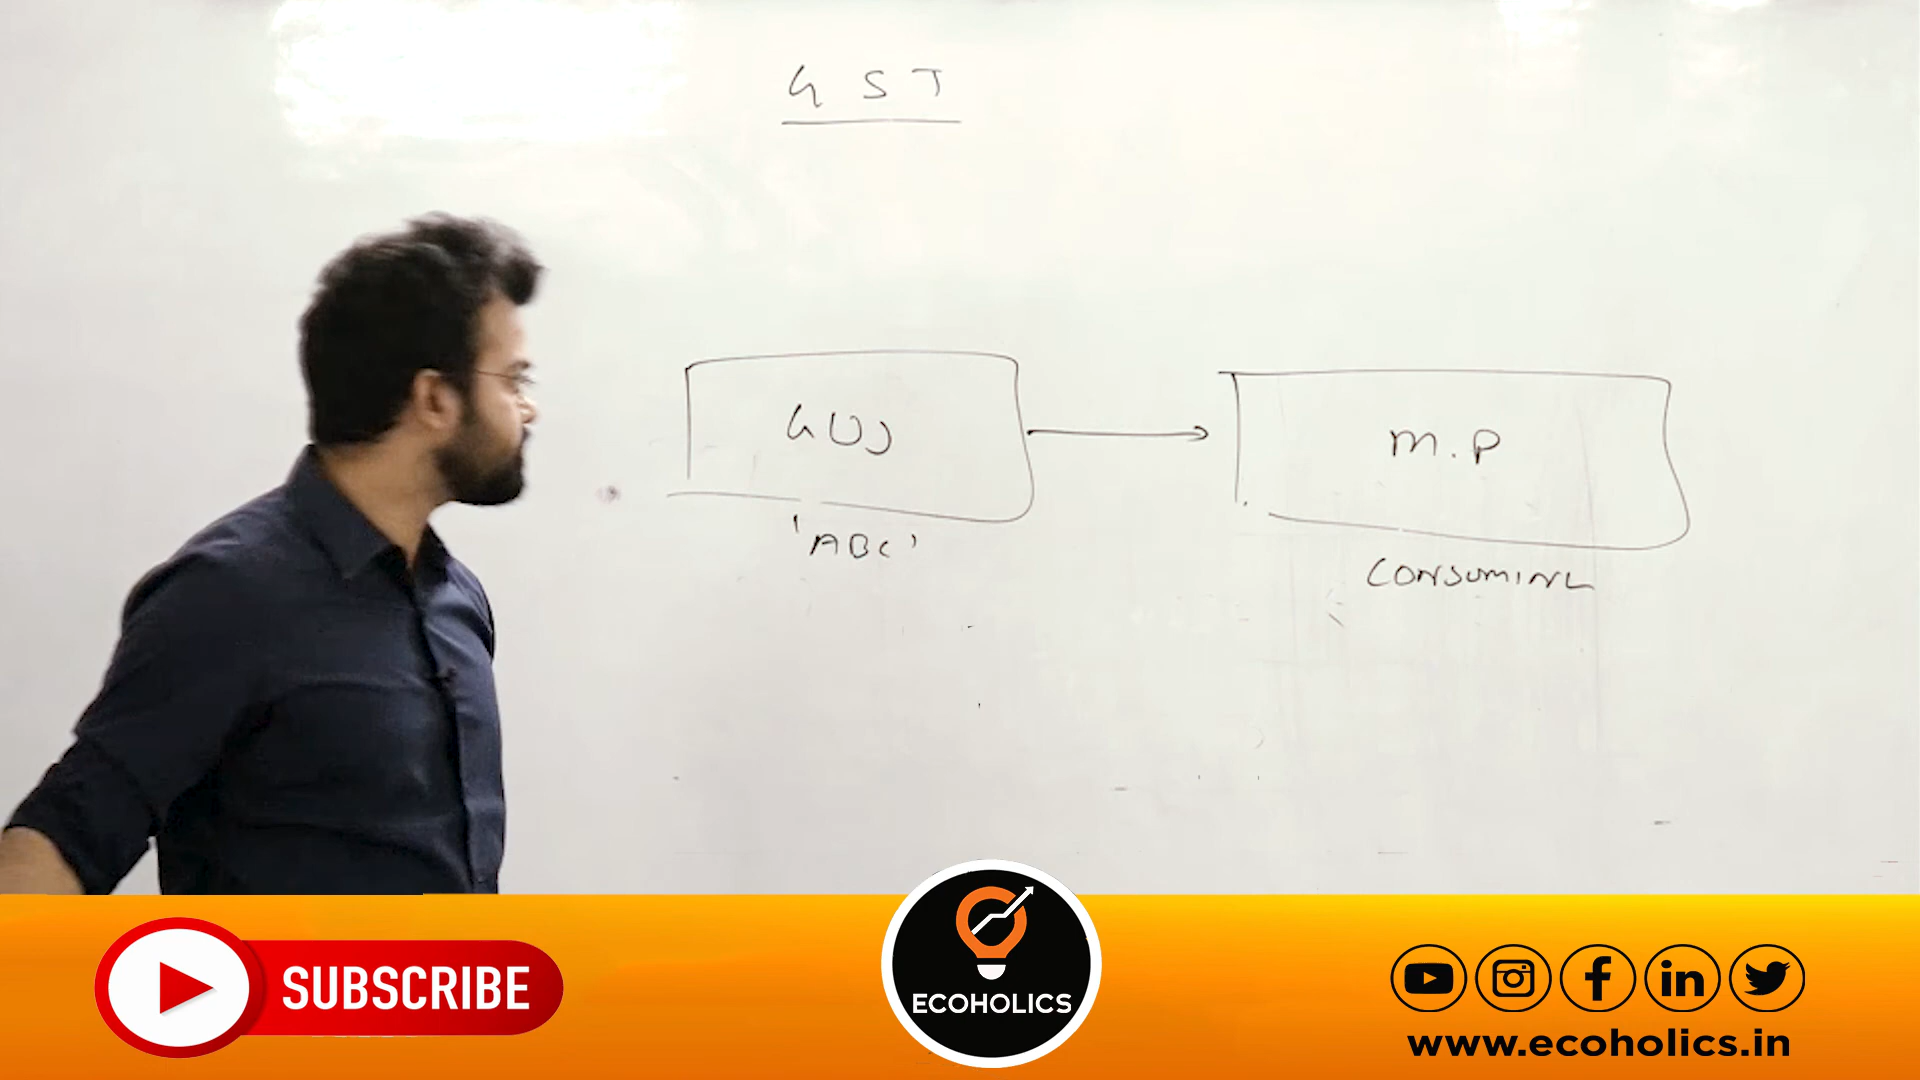 GST
GUJ
M.P
'ABC'
CONSUMING
SUBSCRIBE
ECOHOLICS
www.ecoholics.in